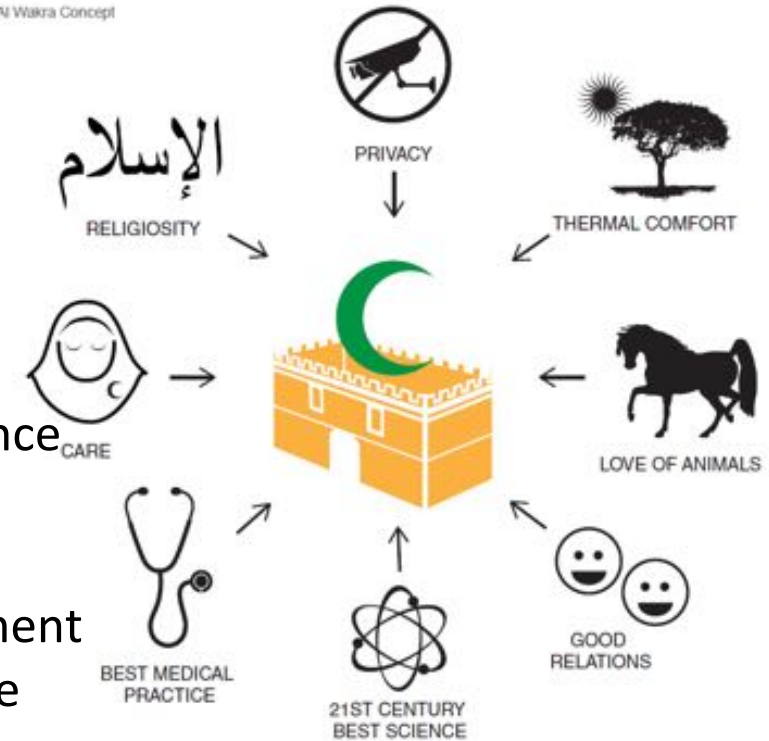 Al Wakra Concept
PRIVACY
الإسلام
RELIGIOSITY
THERMAL COMFORT
CARE
LOVE OF ANIMALS
BEST MEDICAL
PRACTICE
21ST CENTURY
BEST SCIENCE
GOOD
RELATIONS
nce
ment
e